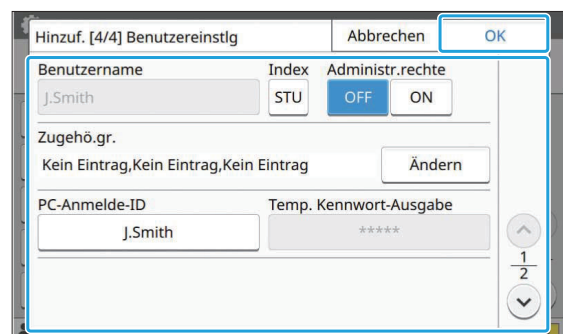 Hinzuf. [4/4] Benutzereinstlg
Abbrechen
OK
Benutzername
Index
Administr.rechte
J.Smith
STU
OFF
ON
Zugehö.gr.
Kein Eintrag,Kein Eintrag,Kein Eintrag
Ändern
PC-Anmelde-ID
Temp. Kennwort-Ausgabe
J.Smith
*****
1
2